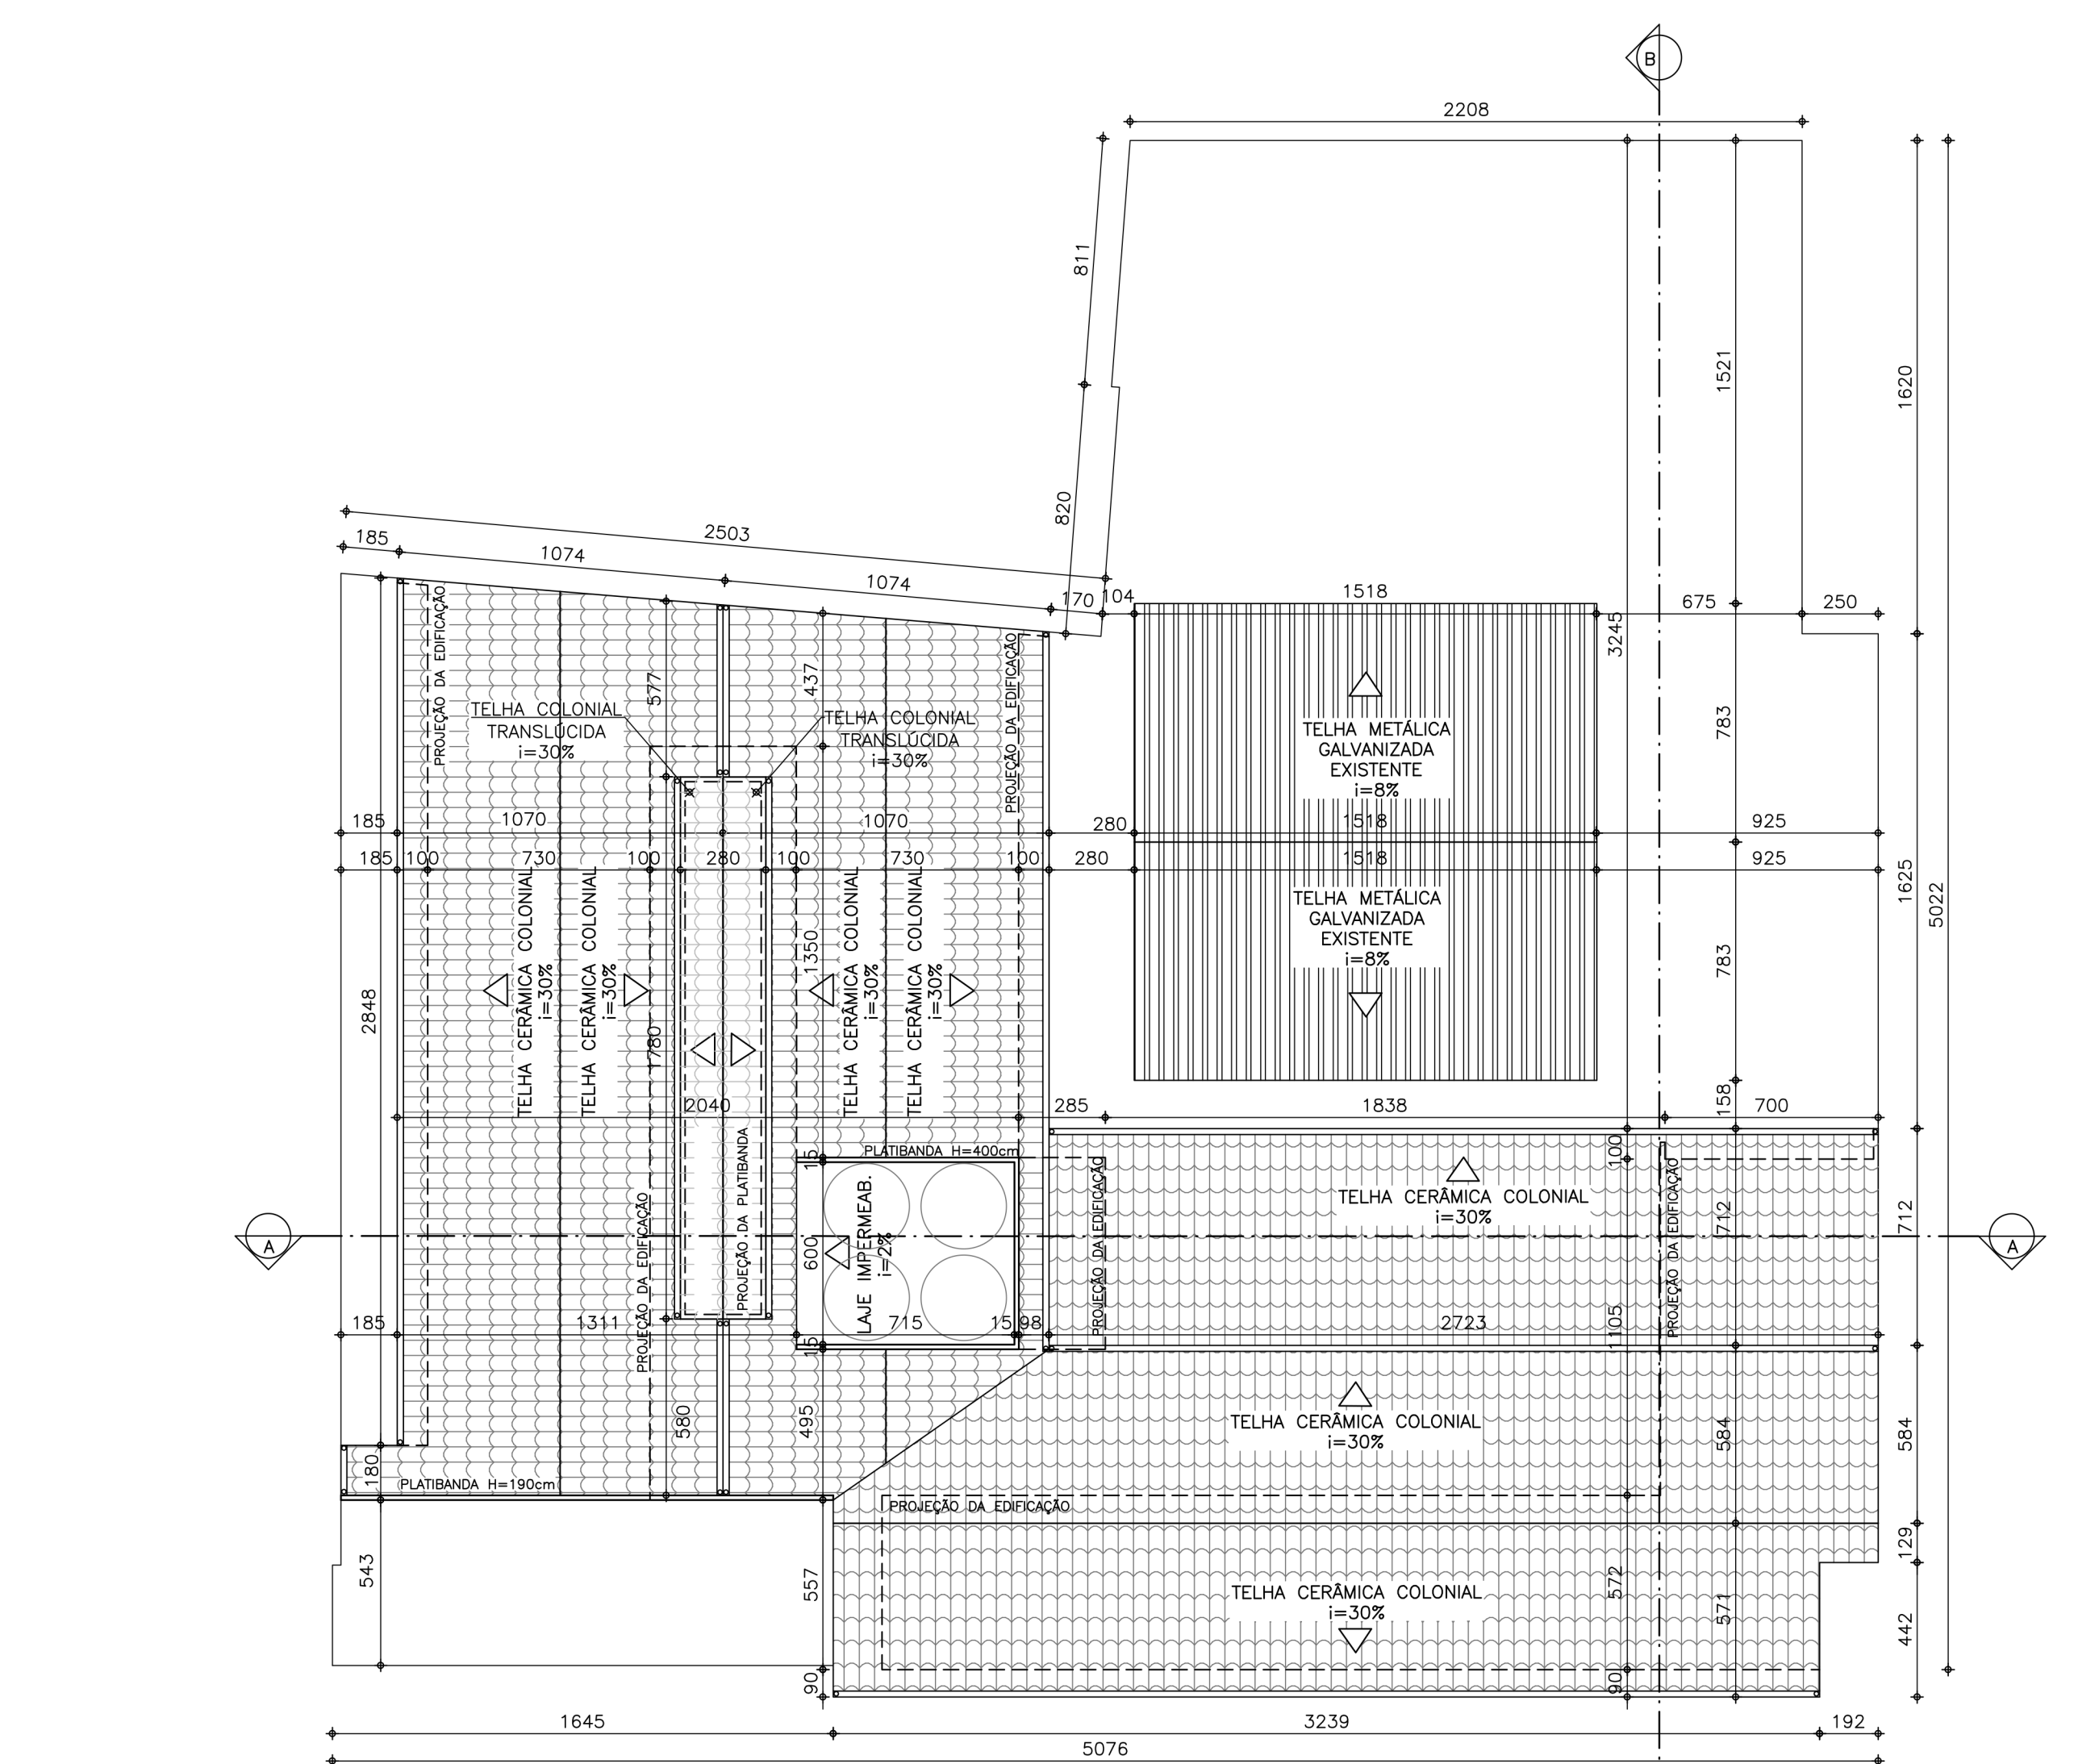 B
2208
811
1521
1620
820
2503
185
1074
1074
170
104
1518
675
250
3245
PROJEÇÃO DA EDIFICAÇÃO
577
437
PROJEÇÃO DA EDIFICAÇÃO
TELHA COLONIAL
TRANSLÚCIDA
i=30%
TELHA COLONIAL
TRANSLÚCIDA
i=30%
TELHA METÁLICA
GALVANIZADA
EXISTENTE
i=8%
783
185
1070
1070
280
1518
925
185
100
730
100
280
100
730
100
280
1518
925
1625
5022
TELHA METÁLICA
GALVANIZADA
EXISTENTE
i=8%
783
2848
TELHA CERÂMICA COLONIAL
i=30%
TELHA CERÂMICA COLONIAL
i=30%
1780
1350
TELHA CERÂMICA COLONIAL
i=30%
TELHA CERÂMICA COLONIAL
i=30%
2040
285
1838
158
700
PROJEÇÃO DA EDIFICAÇÃO
PROJEÇÃO DA PLATIBANDA
PLATIBANDA H=400cm
15
LAJE IMPERMEAB.
i=2%
600
PROJEÇÃO DA EDIFICAÇÃO
100
TELHA CERÂMICA COLONIAL
i=30%
PROJEÇÃO DA EDIFICAÇÃO
712
712
A
A
185
1311
15
715
15
98
2723
105
580
495
TELHA CERÂMICA COLONIAL
i=30%
584
584
180
PLATIBANDA H=190cm
PROJEÇÃO DA EDIFICAÇÃO
129
543
557
TELHA CERÂMICA COLONIAL
i=30%
572
571
442
90
90
1645
3239
192
5076